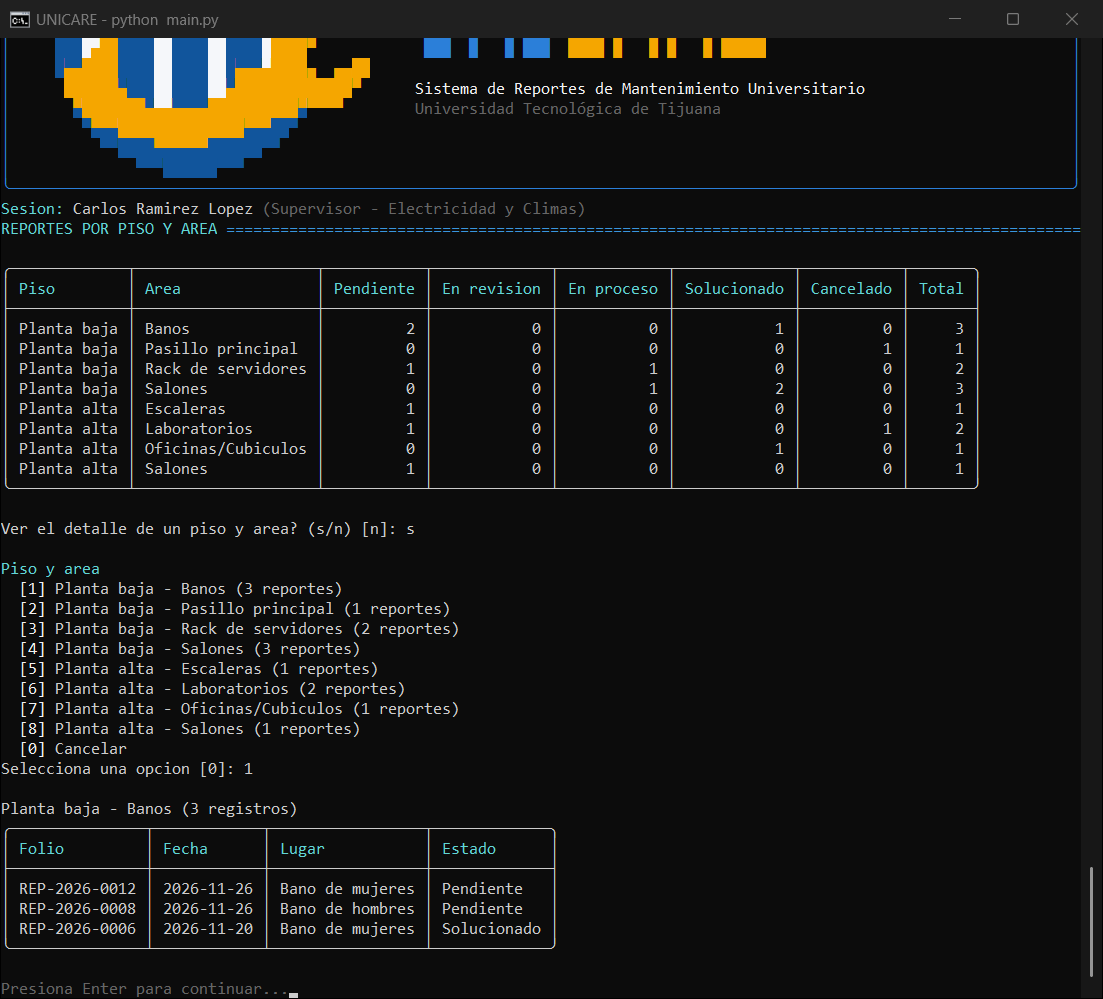 UNICARE - python  main.py
Sistema de Reportes de Mantenimiento Universitario
Universidad Tecnológica de Tijuana
Sesion: Carlos Ramirez Lopez (Supervisor - Electricidad y Climas)
REPORTES POR PISO Y AREA ===============================================================================================
Piso Area Pendiente En revision En proceso Solucionado Cancelado Total
Planta baja Banos 2 0 0 1 0 3
Planta baja Pasillo principal 0 0 0 0 1 1
Planta baja Rack de servidores 1 0 1 0 0 2
Planta baja Salones 0 0 1 2 0 3
Planta alta Escaleras 1 0 0 0 0 1
Planta alta Laboratorios 1 0 0 0 1 2
Planta alta Oficinas/Cubiculos 0 0 0 1 0 1
Planta alta Salones 1 0 0 0 0 1
Ver el detalle de un piso y area? (s/n) [n]: s
Piso y area
[1] Planta baja - Banos (3 reportes)
[2] Planta baja - Pasillo principal (1 reportes)
[3] Planta baja - Rack de servidores (2 reportes)
[4] Planta baja - Salones (3 reportes)
[5] Planta alta - Escaleras (1 reportes)
[6] Planta alta - Laboratorios (2 reportes)
[7] Planta alta - Oficinas/Cubiculos (1 reportes)
[8] Planta alta - Salones (1 reportes)
[0] Cancelar
Selecciona una opcion [0]: 1
Planta baja - Banos (3 registros)
Folio Fecha Lugar Estado
REP-2026-0012 2026-11-26 Bano de mujeres Pendiente
REP-2026-0008 2026-11-26 Bano de hombres Pendiente
REP-2026-0006 2026-11-20 Bano de mujeres Solucionado
Presiona Enter para continuar...